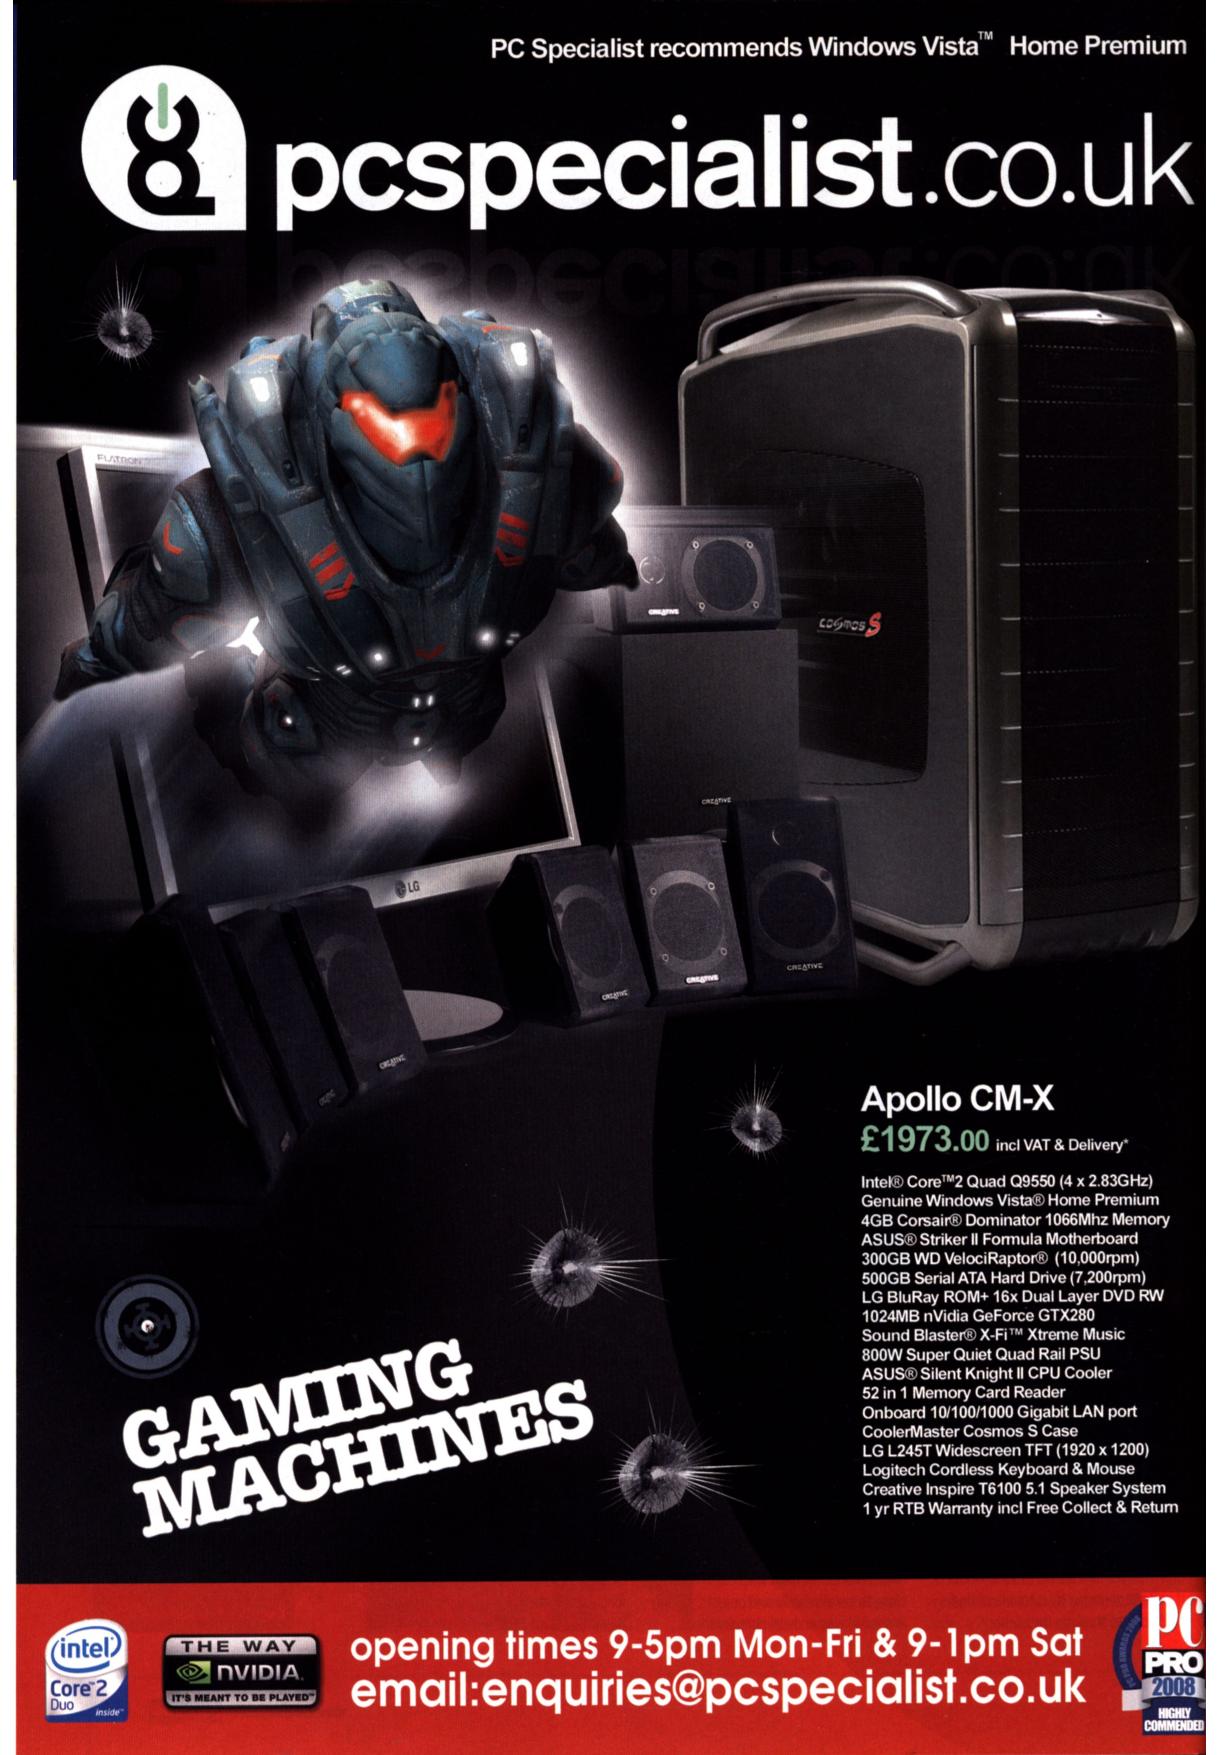 PC Specialist recommends Windows Vista™ Home Premium
pcspecialist.co.uk
FLATRON
CREATIVE
COSMOS S
CREATIVE
LG
CREATIVE
CREATIVE
CREATIVE
CREATIVE
Apollo CM-X
£1973.00 incl VAT & Delivery*
Intel® Core™2 Quad Q9550 (4 x 2.83GHz)
Genuine Windows Vista® Home Premium
4GB Corsair® Dominator 1066Mhz Memory
ASUS® Striker II Formula Motherboard
300GB WD VelociRaptor® (10,000rpm)
500GB Serial ATA Hard Drive (7,200rpm)
LG BluRay ROM+ 16x Dual Layer DVD RW
1024MB nVidia GeForce GTX280
Sound Blaster® X-Fi™ Xtreme Music
800W Super Quiet Quad Rail PSU
ASUS® Silent Knight II CPU Cooler
52 in 1 Memory Card Reader
Onboard 10/100/1000 Gigabit LAN port
CoolerMaster Cosmos S Case
LG L245T Widescreen TFT (1920 x 1200)
Logitech Cordless Keyboard & Mouse
Creative Inspire T6100 5.1 Speaker System
1 yr RTB Warranty incl Free Collect & Return
GAMING
MACHINES
intel
Core™2
Duo
inside™
THE WAY
NVIDIA.
IT'S MEANT TO BE PLAYED™
opening times 9-5pm Mon-Fri & 9-1pm Sat
email:enquiries@pcspecialist.co.uk
PC
PRO
2008
HIGHLY
COMMENDED